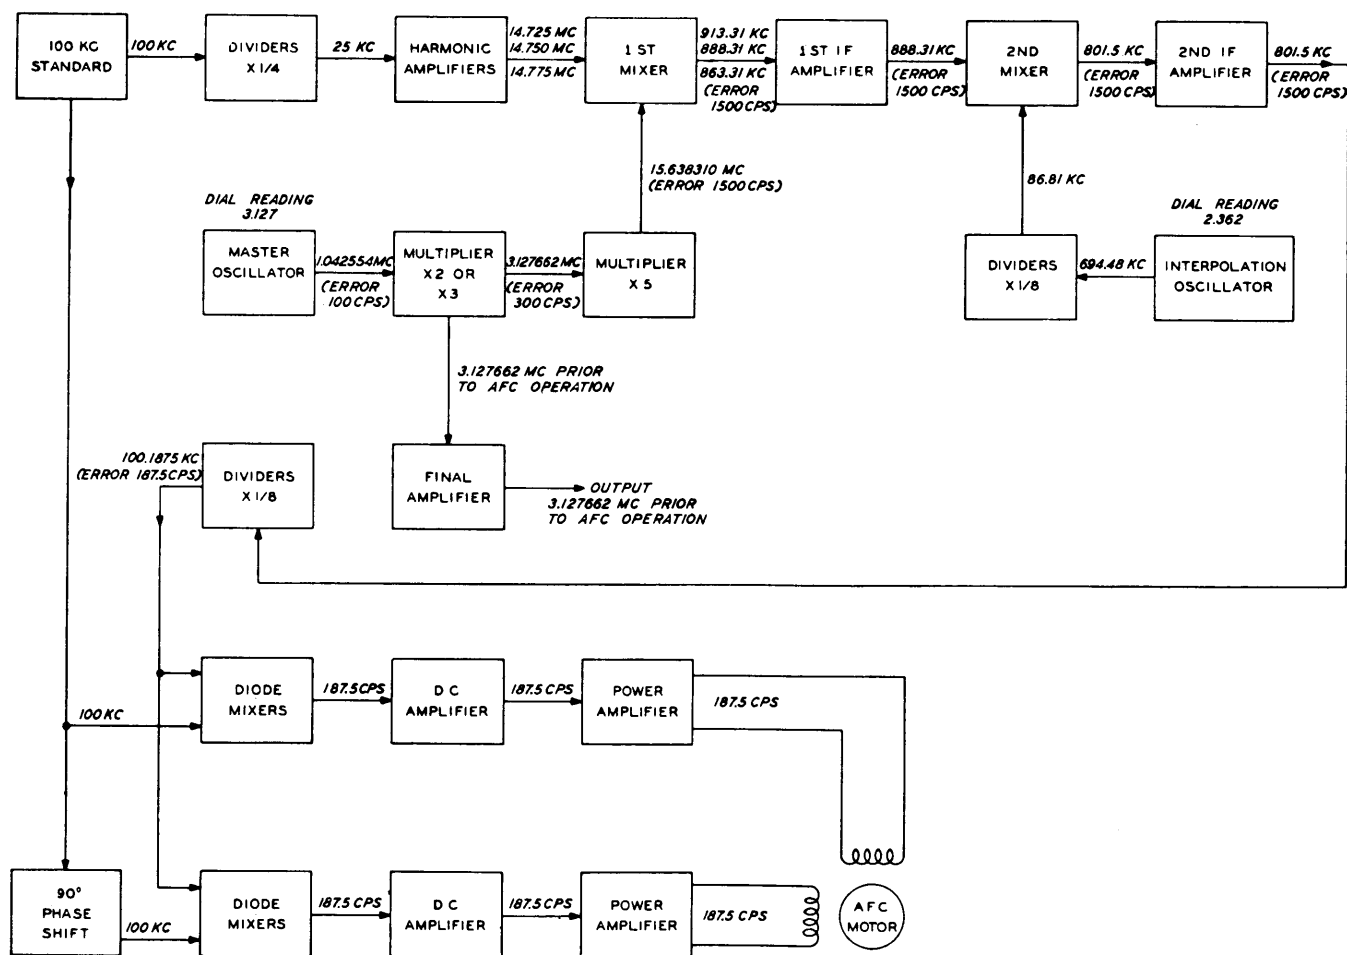 100 KC
STANDARD
100 KC
DIVIDERS
X 1/4
25 KC
HARMONIC
AMPLIFIERS
14.725 MC
14.750 MC
14.775 MC
1 ST
MIXER
913.31 KC
888.31 KC
863.31 KC
(ERROR
1500 CPS)
1 ST IF
AMPLIFIER
888.31 KC
(ERROR
1500 CPS)
2ND
MIXER
801.5 KC
(ERROR
1500 CPS)
2ND IF
AMPLIFIER
801.5 KC
(ERROR
1500 CPS)
15.638310 MC
(ERROR 1500 CPS)
86.81 KC
DIAL READING
3.127
MASTER
OSCILLATOR
1.042554 MC
(ERROR
100 CPS)
MULTIPLIER
X 2 OR
X 3
3.127662 MC
(ERROR
300 CPS)
MULTIPLIER
X 5
DIVIDERS
X 1/8
694.48 KC
DIAL READING
2.362
INTERPOLATION
OSCILLATOR
3.127662 MC PRIOR
TO AFC OPERATION
100.1875 KC
(ERROR 187.5 CPS)
DIVIDERS
X 1/8
FINAL
AMPLIFIER
OUTPUT
3.127662 MC PRIOR
TO AFC OPERATION
100 KC
DIODE
MIXERS
187.5 CPS
D C
AMPLIFIER
187.5 CPS
POWER
AMPLIFIER
187.5 CPS
90°
PHASE
SHIFT
100 KC
DIODE
MIXERS
187.5 CPS
D C
AMPLIFIER
187.5 CPS
POWER
AMPLIFIER
187.5 CPS
AFC
MOTOR